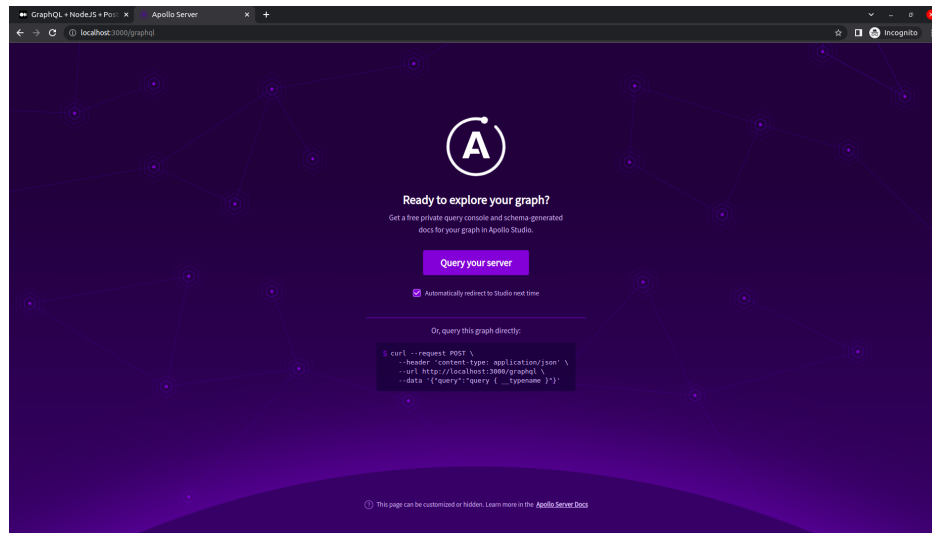 GraphQL + NodeJS + Post
Apollo Server
localhost:3000/graphql
Incognito
A
Ready to explore your graph?
Get a free private query console and schema-generated
docs for your graph in Apollo Studio.
Query your server
Automatically redirect to Studio next time
Or, query this graph directly:
$ curl --request POST \
--header 'content-type: application/json' \
--url http://localhost:3000/graphql \
--data '{"query":"query { __typename }"}'
This page can be customized or hidden. Learn more in the Apollo Server Docs